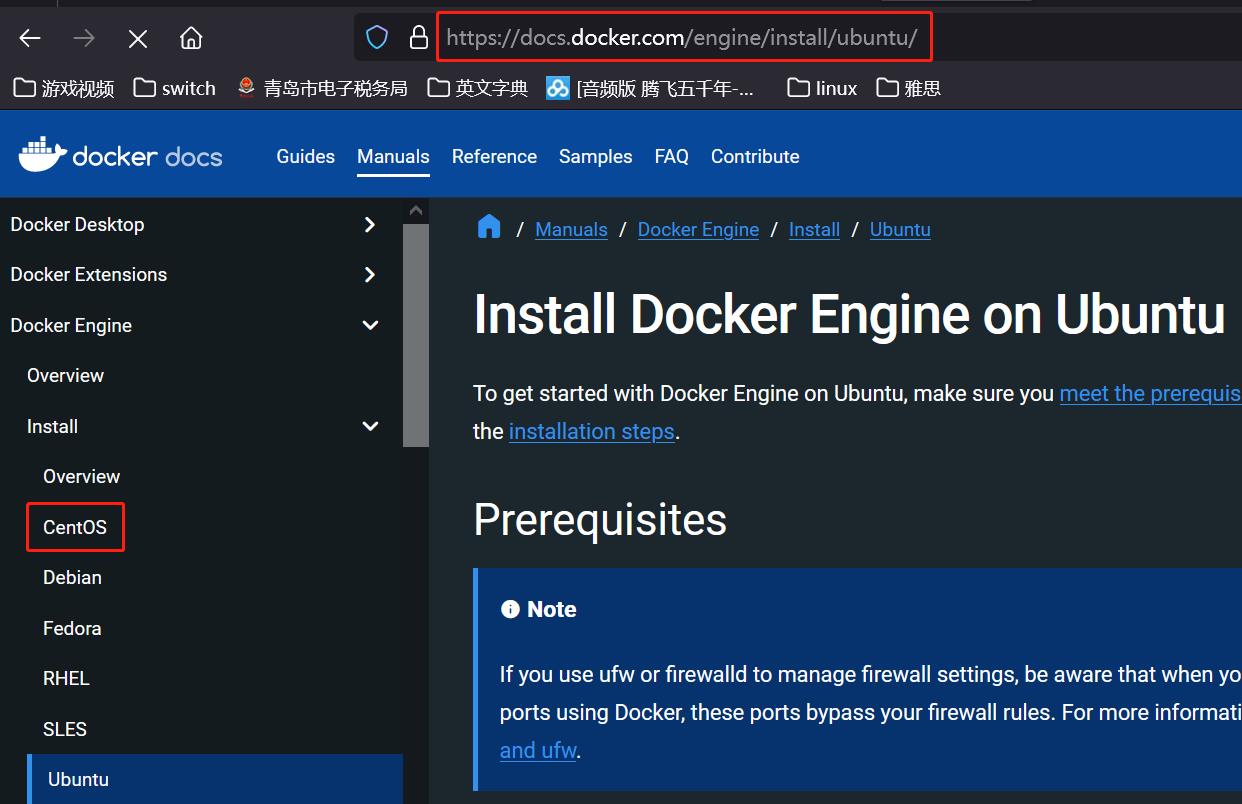 https://docs.docker.com/engine/install/ubuntu/
游戏视频 switch 青岛市电子税务局 英文字典 [音频版 腾飞五千年-... linux 雅思
docker docs Guides Manuals Reference Samples FAQ Contribute
Docker Desktop
Docker Extensions
Docker Engine
Overview
Install
Overview
CentOS
Debian
Fedora
RHEL
SLES
Ubuntu
/ Manuals / Docker Engine / Install / Ubuntu
Install Docker Engine on Ubuntu
To get started with Docker Engine on Ubuntu, make sure you meet the prerequis
the installation steps.
Prerequisites
Note
If you use ufw or firewalld to manage firewall settings, be aware that when yo
ports using Docker, these ports bypass your firewall rules. For more informati
and ufw.